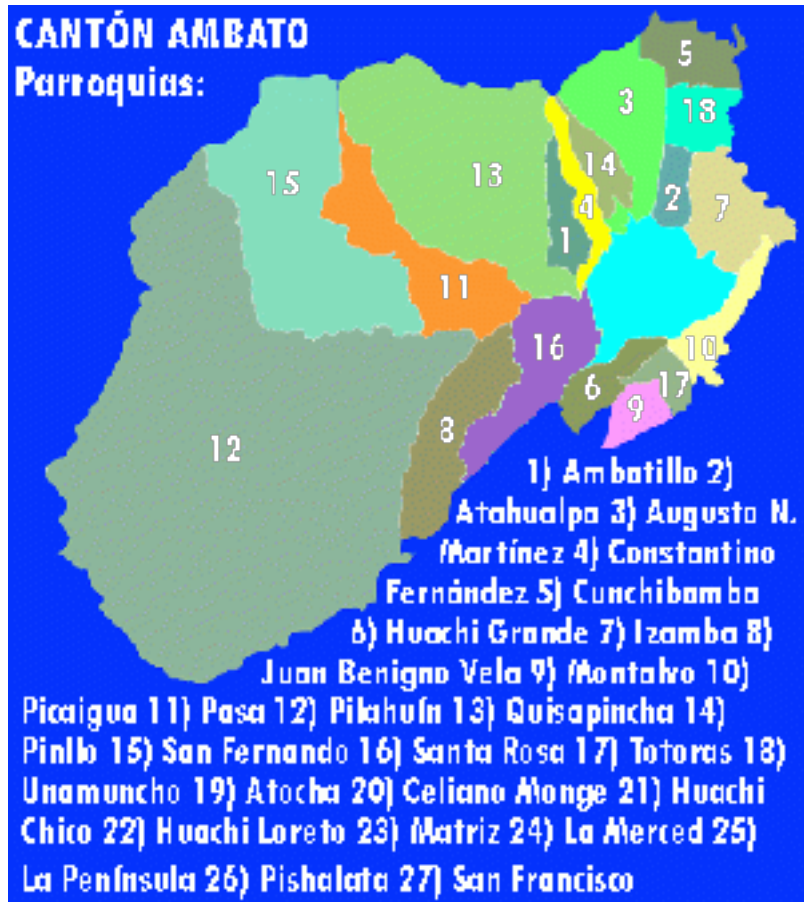 CANTÓN AMBATO
Parroquias:
5
3
18
14
13
15
2
7
4
1
11
16
10
17
6
9
8
12
1) Ambatillo 2)
Atahualpa 3) Augusto N.
Martínez 4) Constantino
Fernández 5) Cunchibamba
6) Huachi Grande 7) Izamba 8)
Juan Benigno Vela 9) Montalvo 10)
Picaigua 11) Pasa 12) Pilahuín 13) Quisapincha 14)
Pinllo 15) San Fernando 16) Santa Rosa 17) Totoras 18)
Unamuncho 19) Atocha 20) Celiano Monge 21) Huachi
Chico 22) Huachi Loreto 23) Matriz 24) La Merced 25)
La Península 26) Pishalata 27) San Francisco